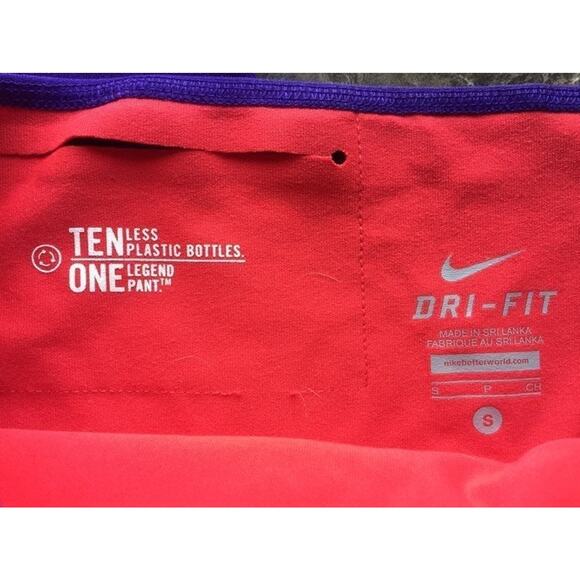 TEN LESS PLASTIC BOTTLES.
ONE LEGEND PANT.™
DRI-FIT
MADE IN SRI LANKA
FABRIQUE AU SRI LANKA
nikebetterworld.com
S P CH
S